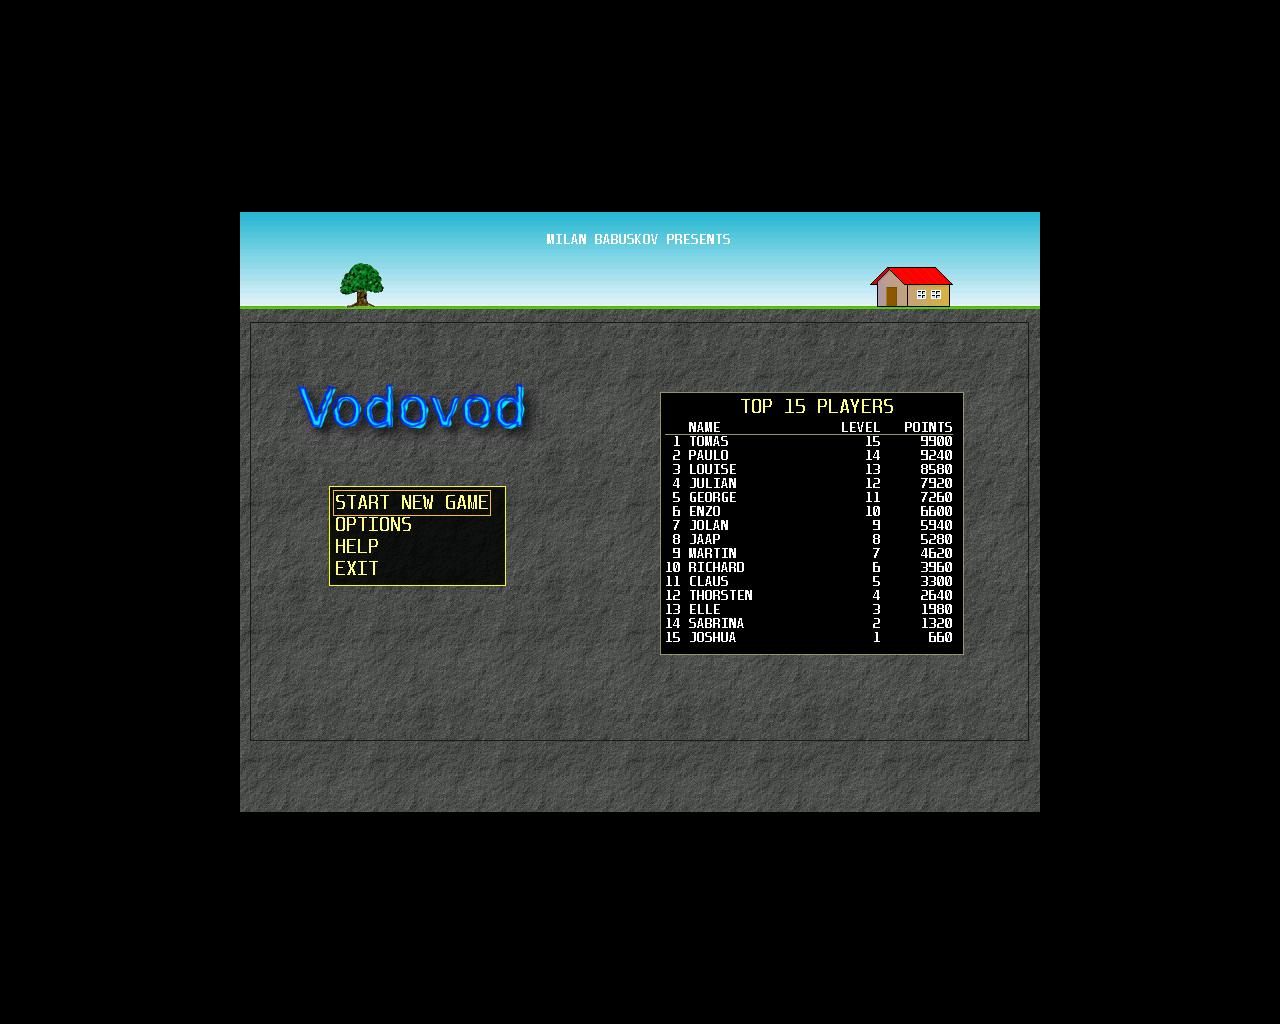 MILAN BABUSKOV PRESENTS
Vodovod
START NEW GAME
OPTIONS
HELP
EXIT
TOP 15 PLAYERS
NAME LEVEL POINTS
1 TOMAS 15 9900
2 PAULO 14 9240
3 LOUISE 13 8580
4 JULIAN 12 7920
5 GEORGE 11 7260
6 ENZO 10 6600
7 JOLAN 9 5940
8 JAAP 8 5280
9 MARTIN 7 4620
10 RICHARD 6 3960
11 CLAUS 5 3300
12 THORSTEN 4 2640
13 ELLE 3 1980
14 SABRINA 2 1320
15 JOSHUA 1 660